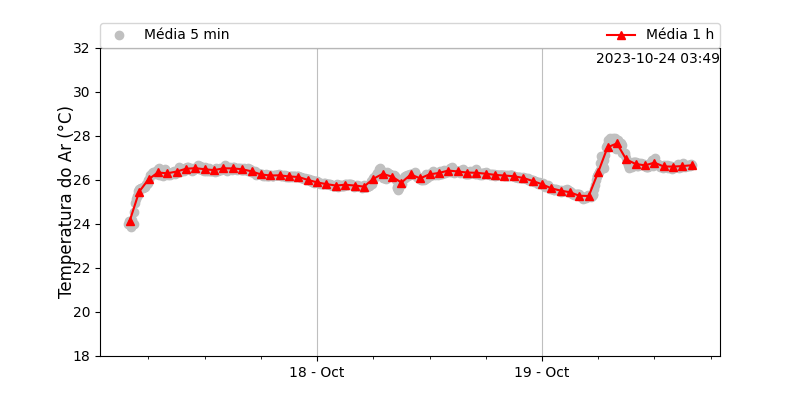 Média 5 min
Média 1 h
2023-10-24 03:49
Temperatura do Ar (°C)
32
30
28
26
24
22
20
18
18 - Oct
19 - Oct